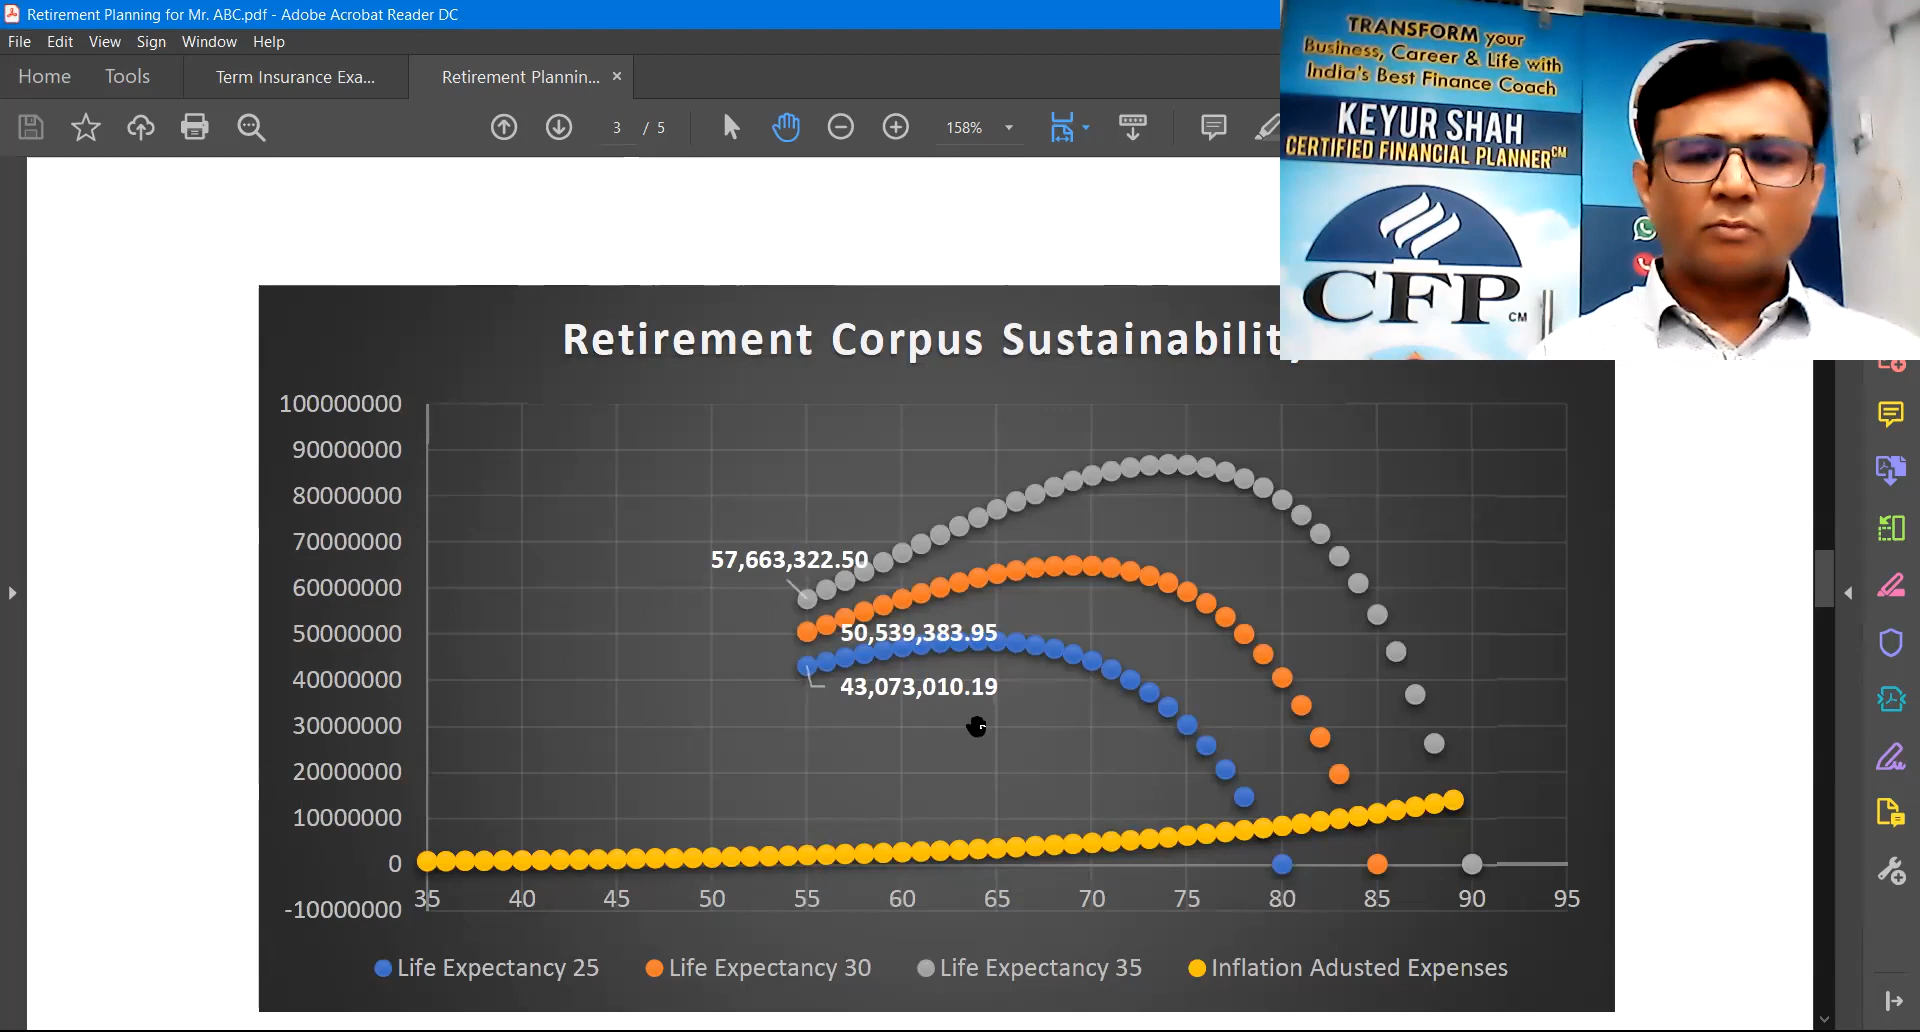 Retirement Planning for Mr. ABC.pdf - Adobe Acrobat Reader DC
File Edit View Sign Window Help
Home Tools Term Insurance Exa... Retirement Plannin... ×
3 / 5 158%
TRANSFORM your
Business, Career & Life with
India's Best Finance Coach
KEYUR SHAH
CERTIFIED FINANCIAL PLANNER CM
CFP CM
Retirement Corpus
100000000
90000000
80000000
70000000
60000000
50000000
40000000
30000000
20000000
10000000
0
-10000000
57,663,322.50
50,539,383.95
43,073,010.19
35 40 45 50 55 60 65 70 75 80 85 90 95
Life Expectancy 25 Life Expectancy 30 Life Expectancy 35 Inflation Adusted Expenses